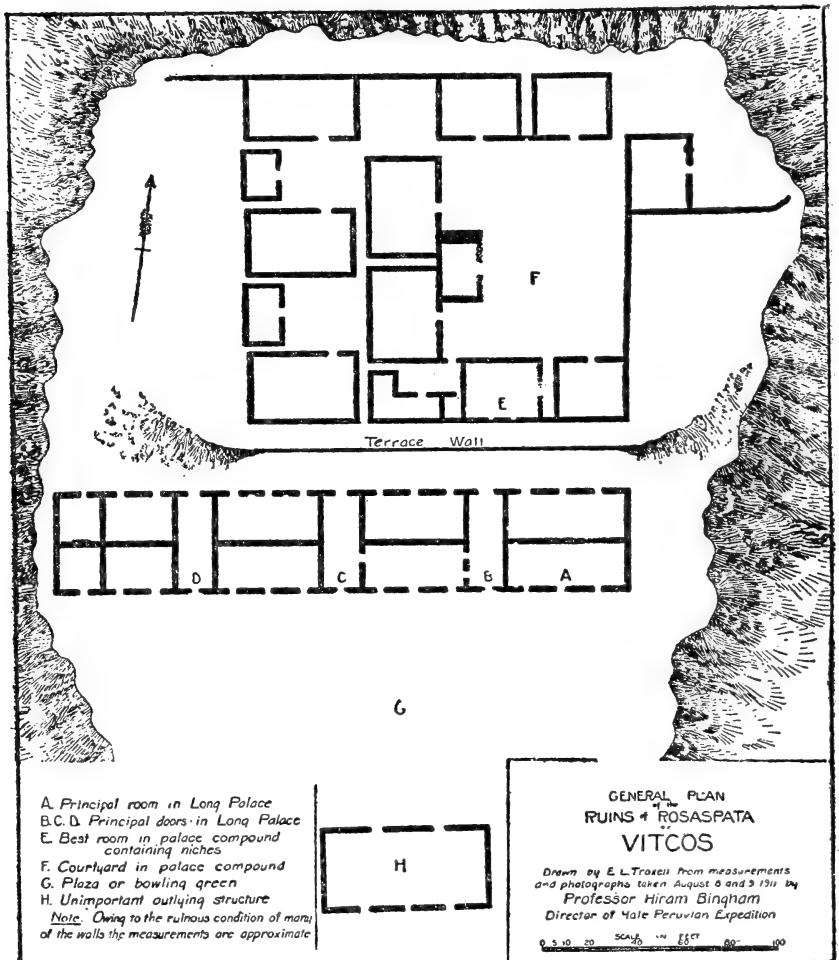 F
E
Terrace Wall
D
C
B
A
G
A. Principal room in Long Palace
B.C.D. Principal doors in Long Palace
E. Best room in palace compound
containing niches
F. Courtyard in palace compound
G. Plaza or bowling green
H. Unimportant outlying structure
Note. Owing to the ruinous condition of many
of the walls the measurements are approximate
H
GENERAL PLAN
of the
RUINS of ROSASPATA
or
VITCOS
Drawn by E. L. Troxell from measurements
and photographs taken August 8 and 9 1911 by
Professor Hiram Bingham
Director of Yale Peruvian Expedition
SCALE IN FEET
0 5 10 20 40 60 80 100